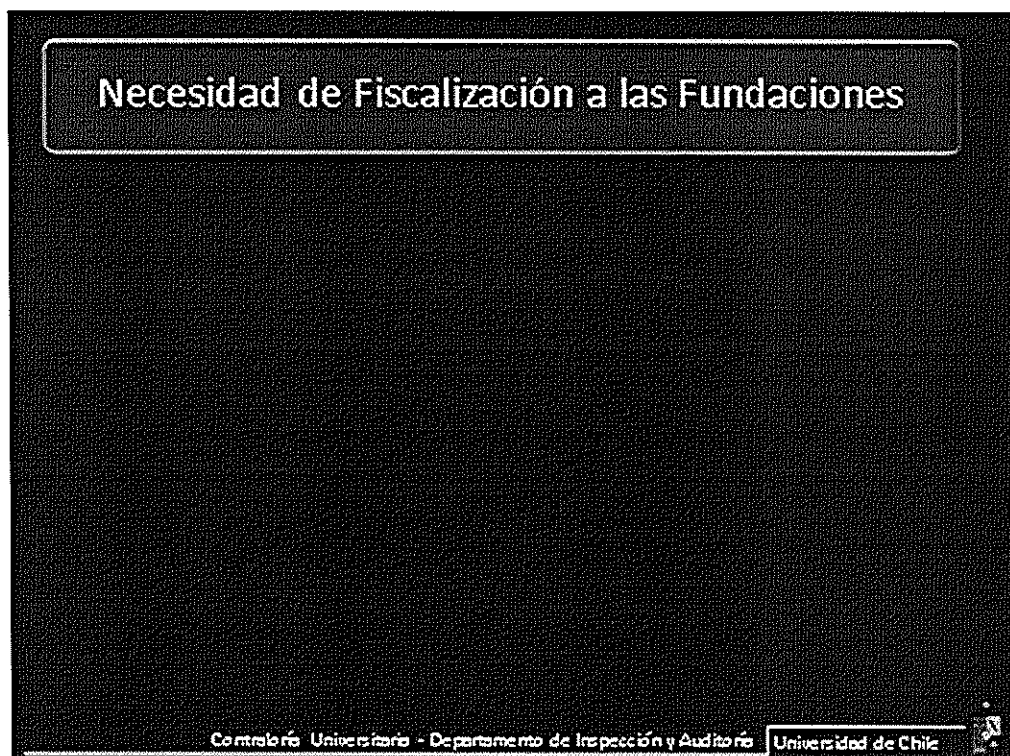 Necesidad de Fiscalización a las Fundaciones
Contraloría Universitaria - Departamento de Inspección y Auditoría
Universidad de Chile